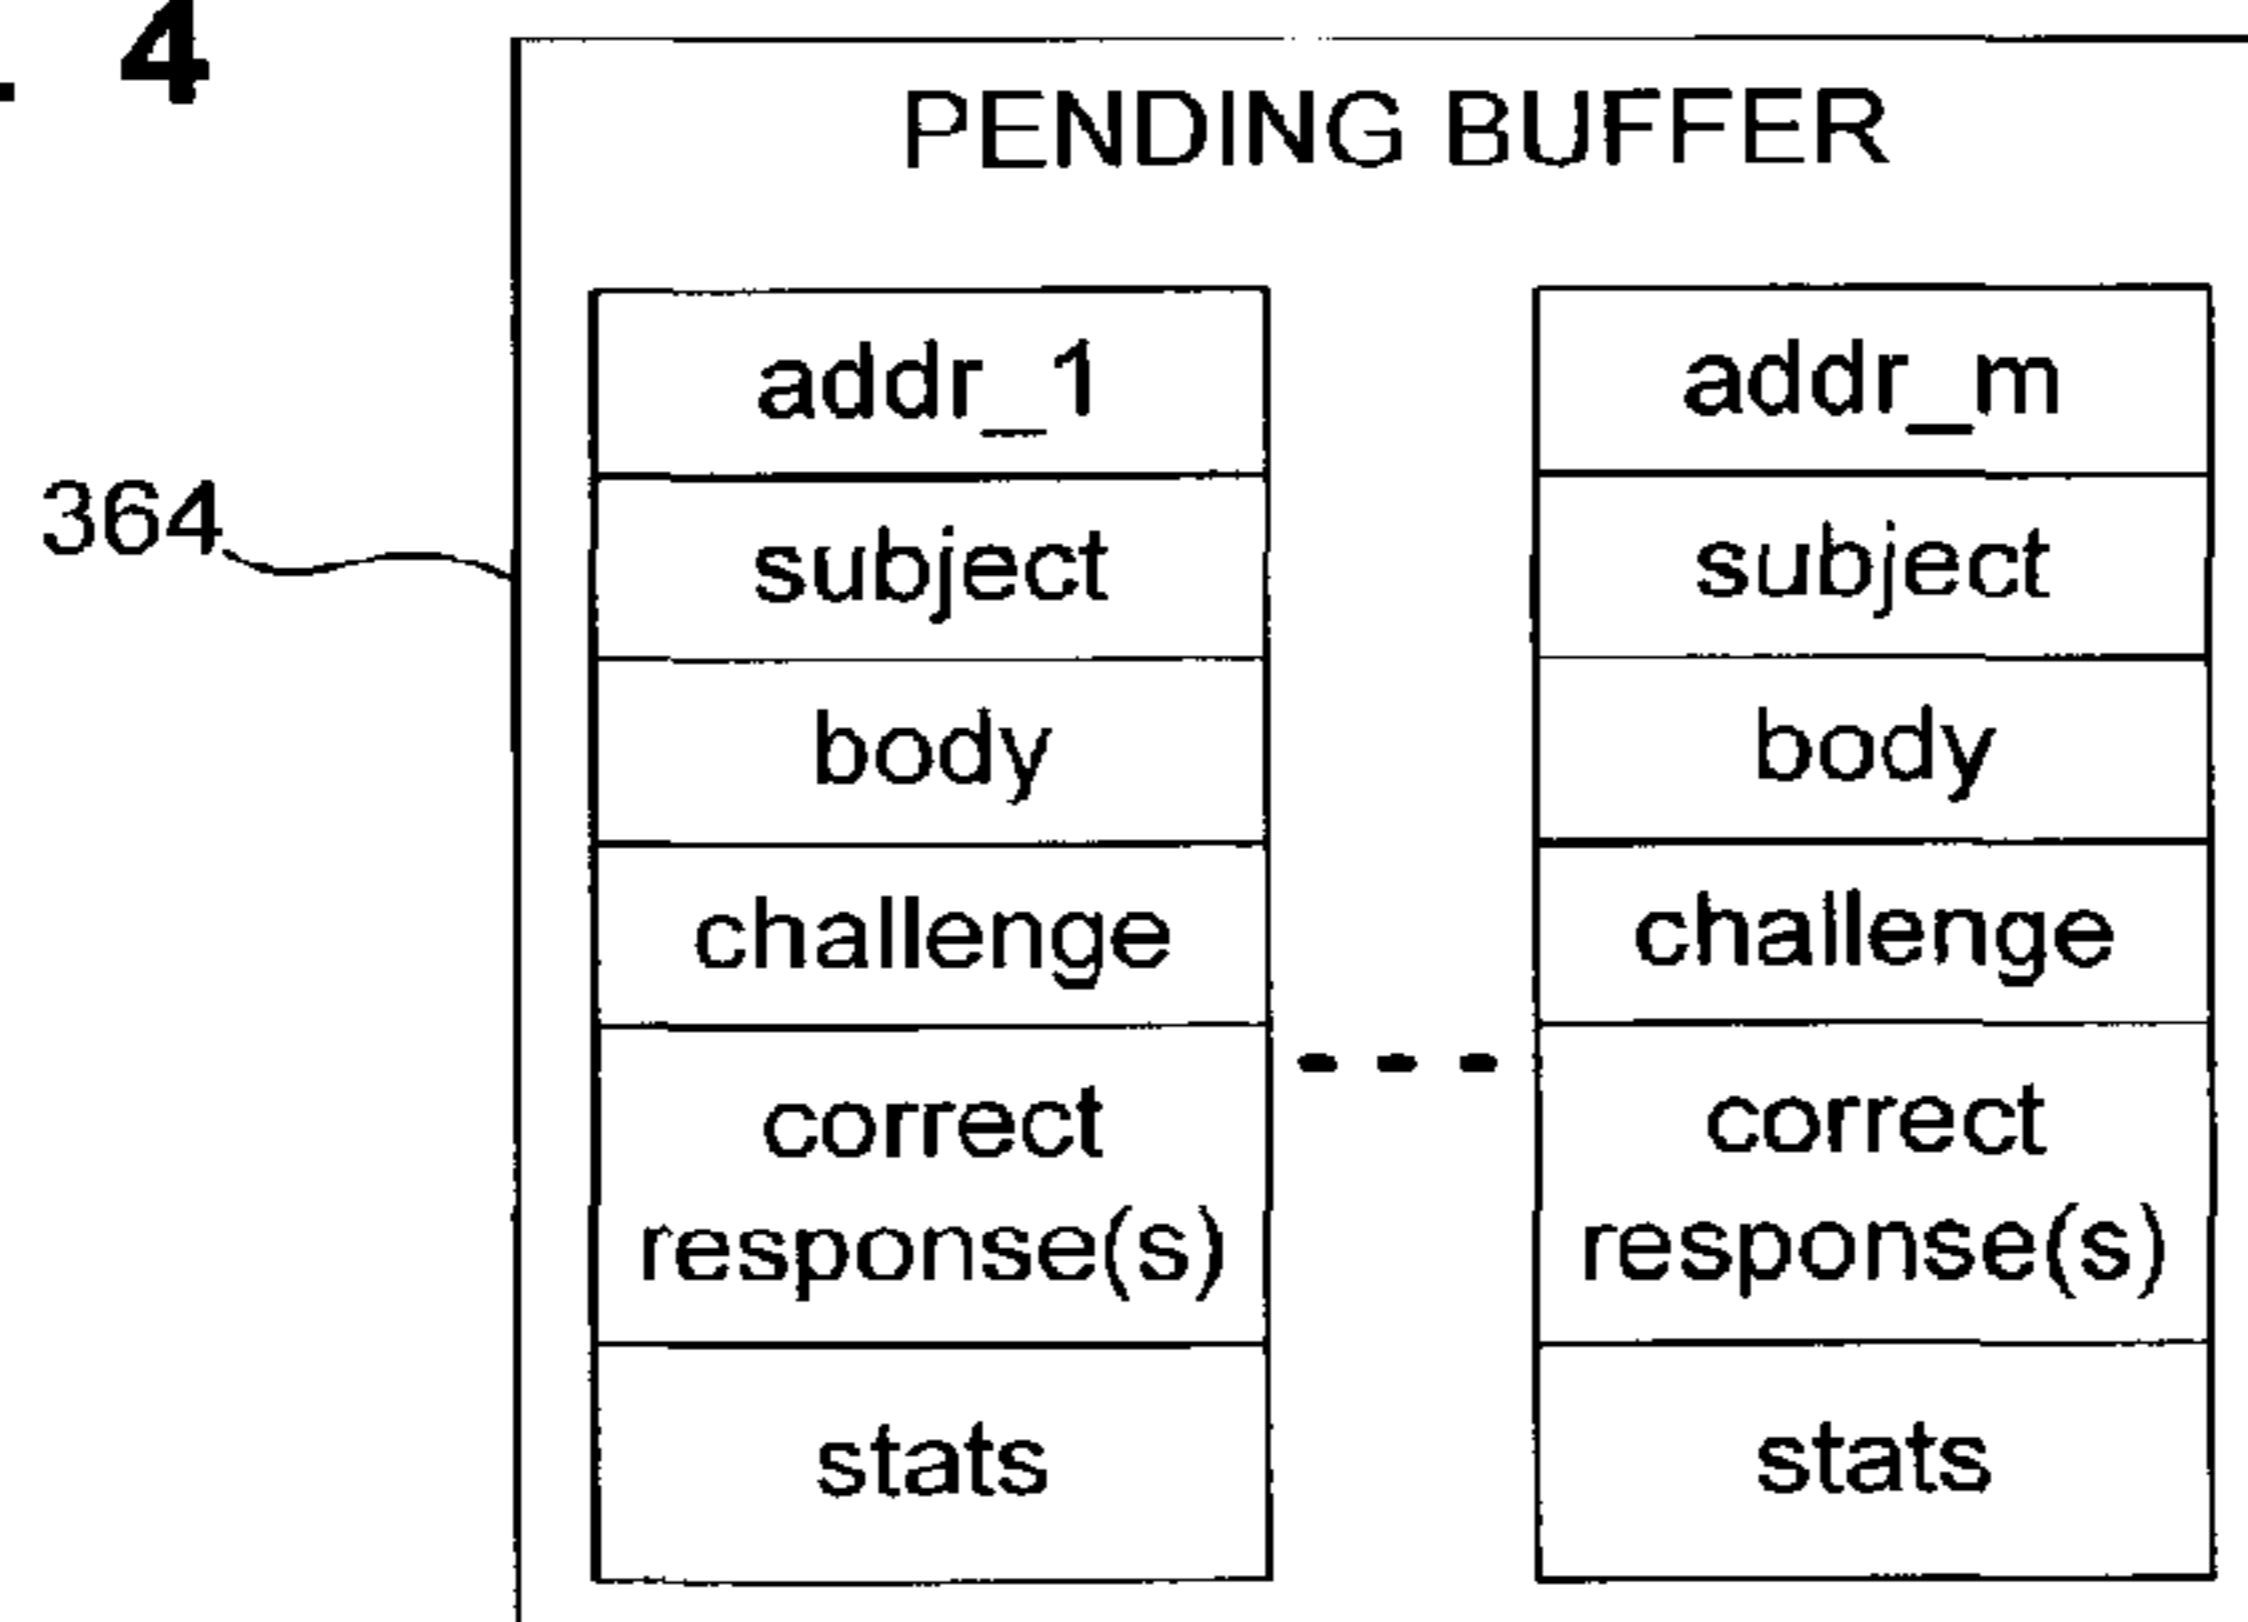 . 4
PENDING BUFFER
364
addr_1
subject
body
challenge
correct
response(s)
stats
addr_m
subject
body
challenge
correct
response(s)
stats